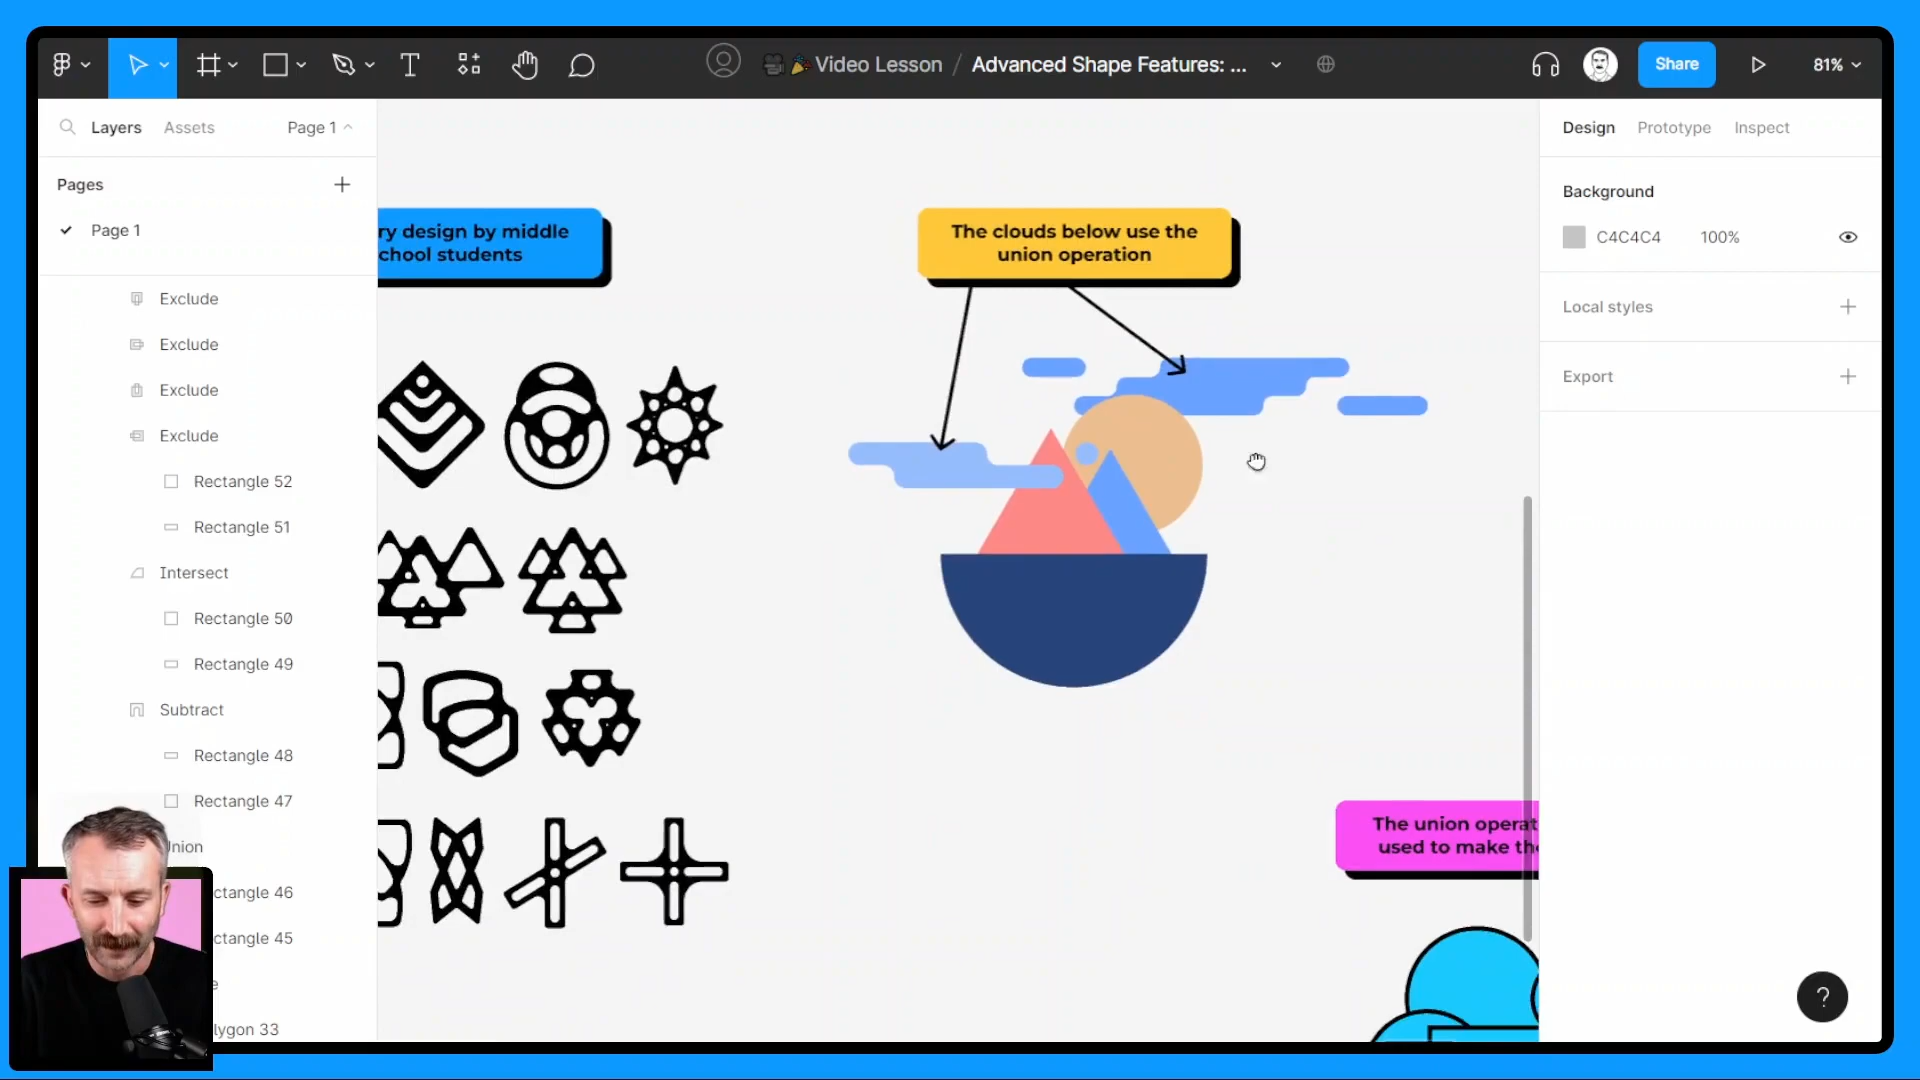 Video Lesson / Advanced Shape Features: ...
Share
81%
Layers
Assets
Page 1
Pages
Page 1
Exclude
Exclude
Exclude
Exclude
Rectangle 52
Rectangle 51
Intersect
Rectangle 50
Rectangle 49
Subtract
Rectangle 48
Rectangle 47
Union
ctangle 46
ctangle 45
e
lygon 33
ry design by middle
chool students
The clouds below use the
union operation
The union operat
used to make the
Design
Prototype
Inspect
Background
C4C4C4
100%
Local styles
Export
?